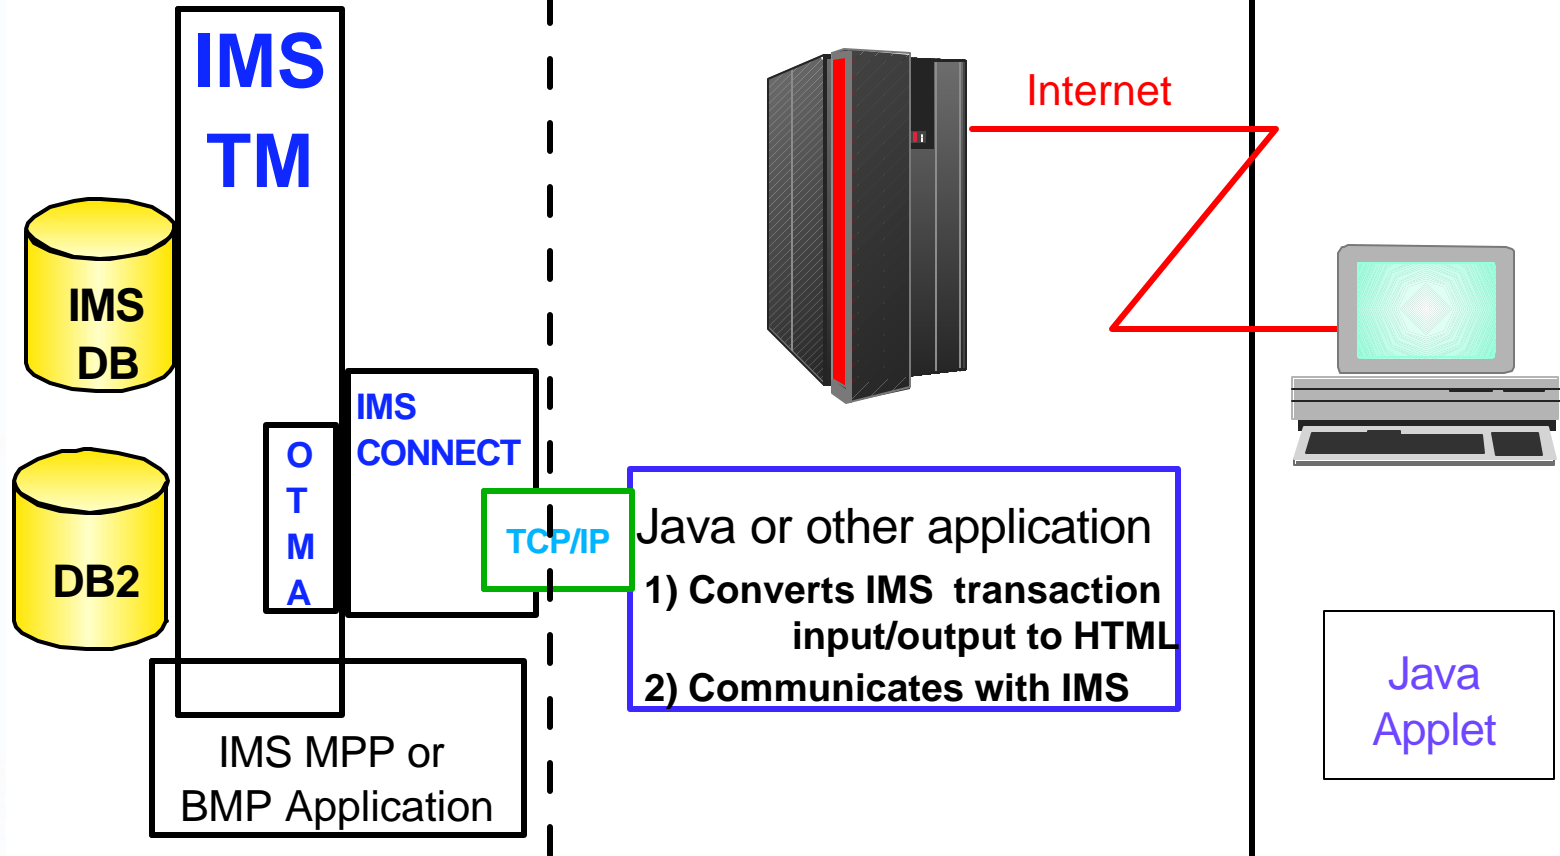 IMS
TM
IMS
DB
DB2
O
T
M
A
IMS
CONNECT
TCP/IP
IMS MPP or
BMP Application
Internet
Java or other application
1) Converts IMS transaction
input/output to HTML
2) Communicates with IMS
Java
Applet